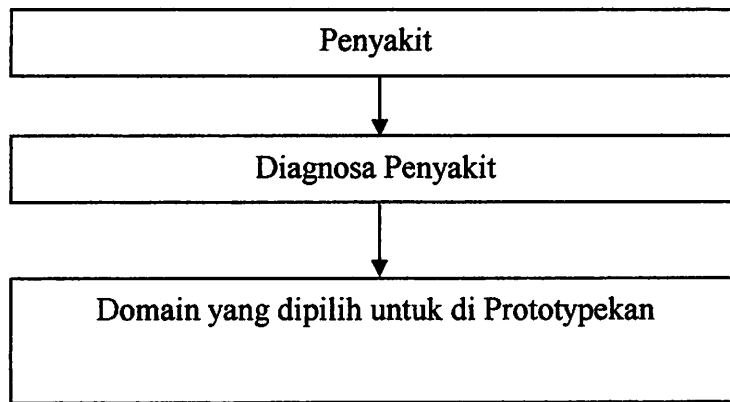 Penyakit
Diagnosa Penyakit
Domain yang dipilih untuk di Prototypekan